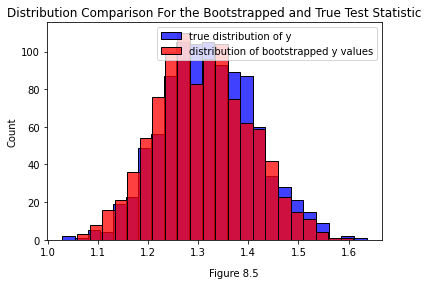 Distribution Comparison For the Bootstrapped and True Test Statistic
true distribution of y
distribution of bootstrapped y values
Count
100
80
60
40
20
0
1.0 1.1 1.2 1.3 1.4 1.5 1.6
Figure 8.5